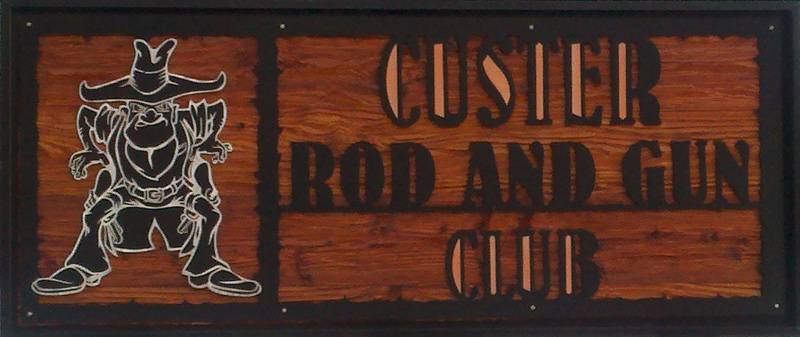 CUSTER
ROD AND GUN
CLUB